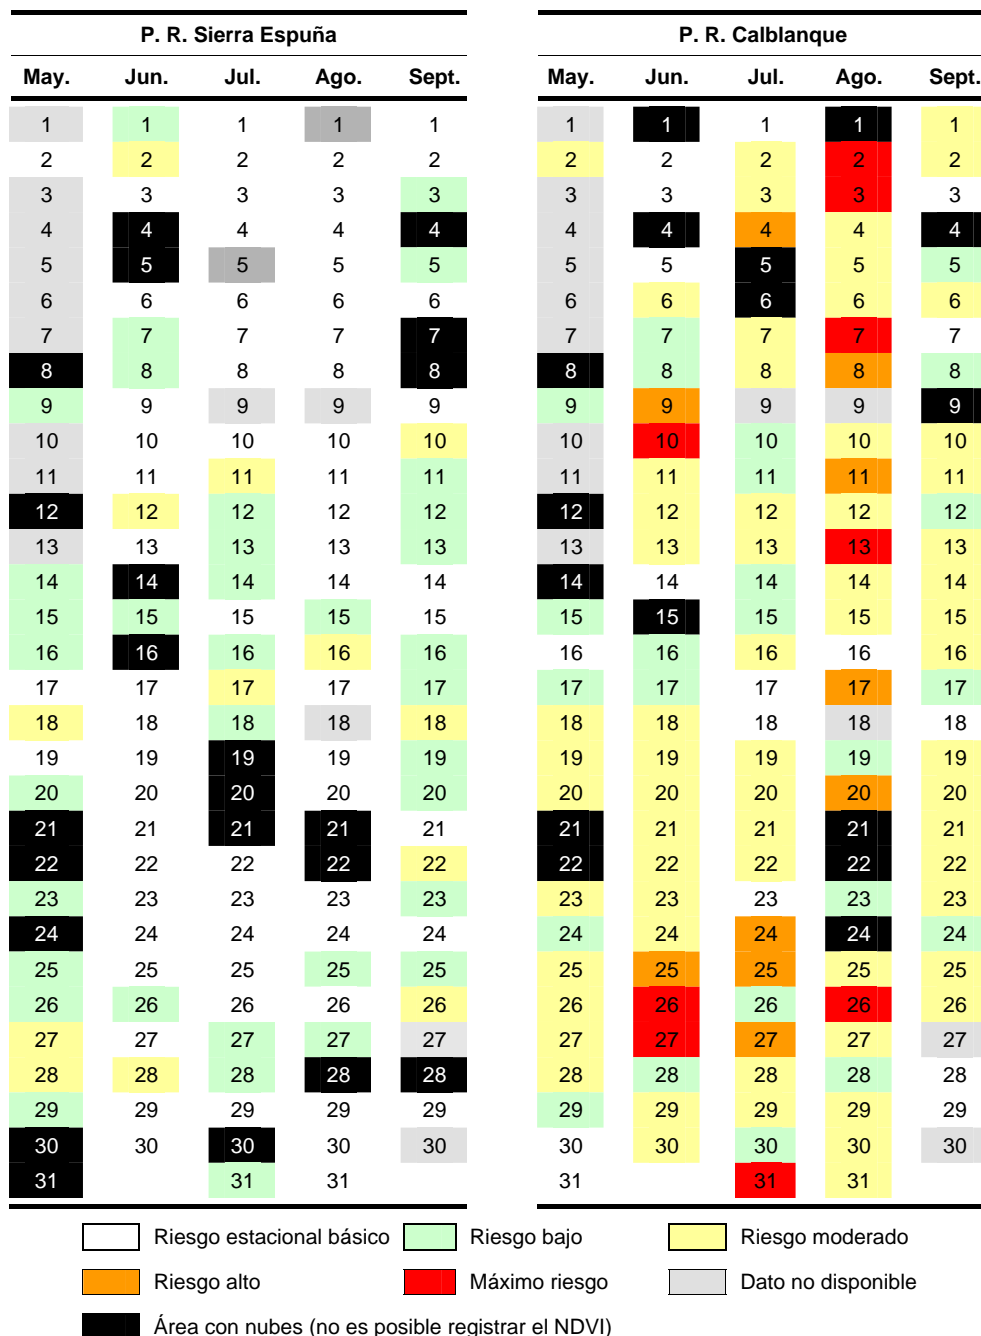 P. R. Sierra Espuña P. R. Calblanque
May. Jun. Jul. Ago. Sept. May. Jun. Jul. Ago. Sept.
1 1 1 1 1 1 1 1 1 1
2 2 2 2 2 2 2 2 2 2
3 3 3 3 3 3 3 3 3 3
4 4 4 4 4 4 4 4 4 4
5 5 5 5 5 5 5 5 5 5
6 6 6 6 6 6 6 6 6 6
7 7 7 7 7 7 7 7 7 7
8 8 8 8 8 8 8 8 8 8
9 9 9 9 9 9 9 9 9 9
10 10 10 10 10 10 10 10 10 10
11 11 11 11 11 11 11 11 11 11
12 12 12 12 12 12 12 12 12 12
13 13 13 13 13 13 13 13 13 13
14 14 14 14 14 14 14 14 14 14
15 15 15 15 15 15 15 15 15 15
16 16 16 16 16 16 16 16 16 16
17 17 17 17 17 17 17 17 17 17
18 18 18 18 18 18 18 18 18 18
19 19 19 19 19 19 19 19 19 19
20 20 20 20 20 20 20 20 20 20
21 21 21 21 21 21 21 21 21 21
22 22 22 22 22 22 22 22 22 22
23 23 23 23 23 23 23 23 23 23
24 24 24 24 24 24 24 24 24 24
25 25 25 25 25 25 25 25 25 25
26 26 26 26 26 26 26 26 26 26
27 27 27 27 27 27 27 27 27 27
28 28 28 28 28 28 28 28 28 28
29 29 29 29 29 29 29 29 29 29
30 30 30 30 30 30 30 30 30 30
31 31 31 31 31 31
Riesgo estacional básico Riesgo bajo Riesgo moderado
Riesgo alto Máximo riesgo Dato no disponible
Área con nubes (no es posible registrar el NDVI)